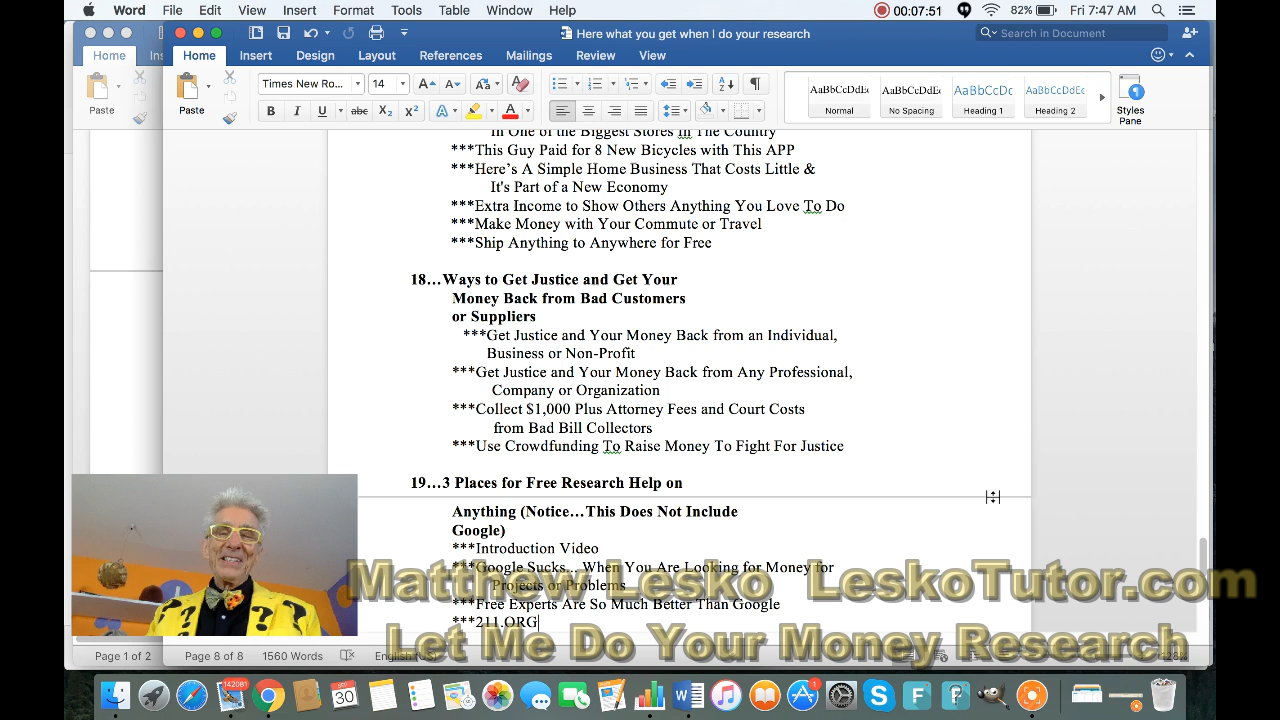 Word File Edit View Insert Format Tools Table Window Help 00:07:51 82% Fri 7:47 AM
Here what you get when I do your research
Search in Document
Home
Home Insert Design Layout References Mailings Review View
Times New Ro... 14
AaBbCcDdEe AaBbCcDdEe AaBbCcDc AaBbCcDdEe
Paste
Paste
Normal No Spacing Heading 1 Heading 2 Styles Pane
In One of the Biggest Stores In The Country
***This Guy Paid for 8 New Bicycles with This APP
***Here's A Simple Home Business That Costs Little &
It's Part of a New Economy
***Extra Income to Show Others Anything You Love To Do
***Make Money with Your Commute or Travel
***Ship Anything to Anywhere for Free
18…Ways to Get Justice and Get Your
Money Back from Bad Customers
or Suppliers
***Get Justice and Your Money Back from an Individual,
Business or Non-Profit
***Get Justice and Your Money Back from Any Professional,
Company or Organization
***Collect $1,000 Plus Attorney Fees and Court Costs
from Bad Bill Collectors
***Use Crowdfunding To Raise Money To Fight For Justice
19…3 Places for Free Research Help on
Anything (Notice…This Does Not Include
Google)
***Introduction Video
***Google Sucks... When You Are Looking for Money for
Projects or Problems
***Free Experts Are So Much Better Than Google
***211.ORG
Matthew Lesko LeskoTutor.com
Let Me Do Your Money Research
Page 1 of 2 Page 8 of 8 1560 Words English (US)
142081
30
1